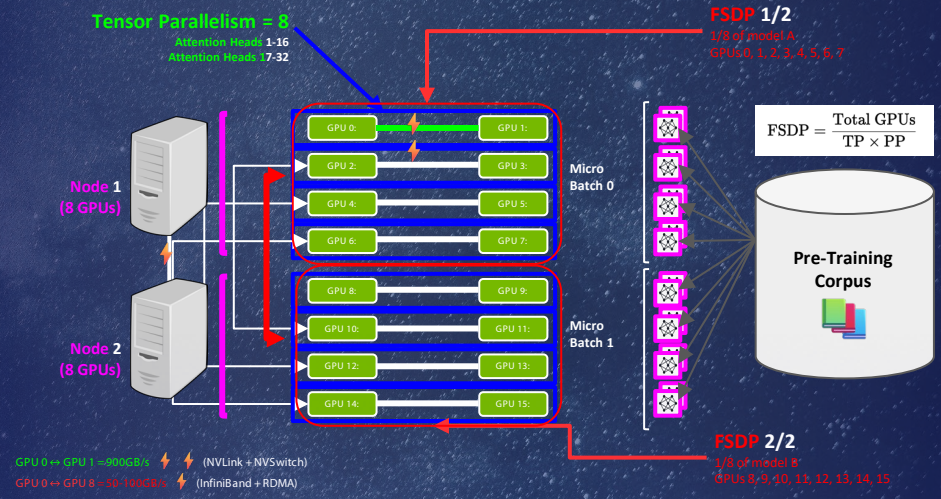 Tensor Parallelism = 8
Attention Heads 1-16
Attention Heads 17-32
FSDP 1/2
1/8 of model A
GPUs 0, 1, 2, 3, 4, 5, 6, 7
Node 1
(8 GPUs)
Node 2
(8 GPUs)
GPU 0:
GPU 1:
GPU 2:
GPU 3:
GPU 4:
GPU 5:
GPU 6:
GPU 7:
Micro
Batch 0
GPU 8:
GPU 9:
GPU 10:
GPU 11:
GPU 12:
GPU 13:
GPU 14:
GPU 15:
Micro
Batch 1
FSDP = Total GPUs / TP × PP
Pre-Training
Corpus
FSDP 2/2
1/8 of model B
GPUs 8, 9, 10, 11, 12, 13, 14, 15
GPU 0 ↔ GPU 1 = 900GB/s (NVLink + NVSwitch)
GPU 0 ↔ GPU 8 = 50-100GB/s (InfiniBand + RDMA)